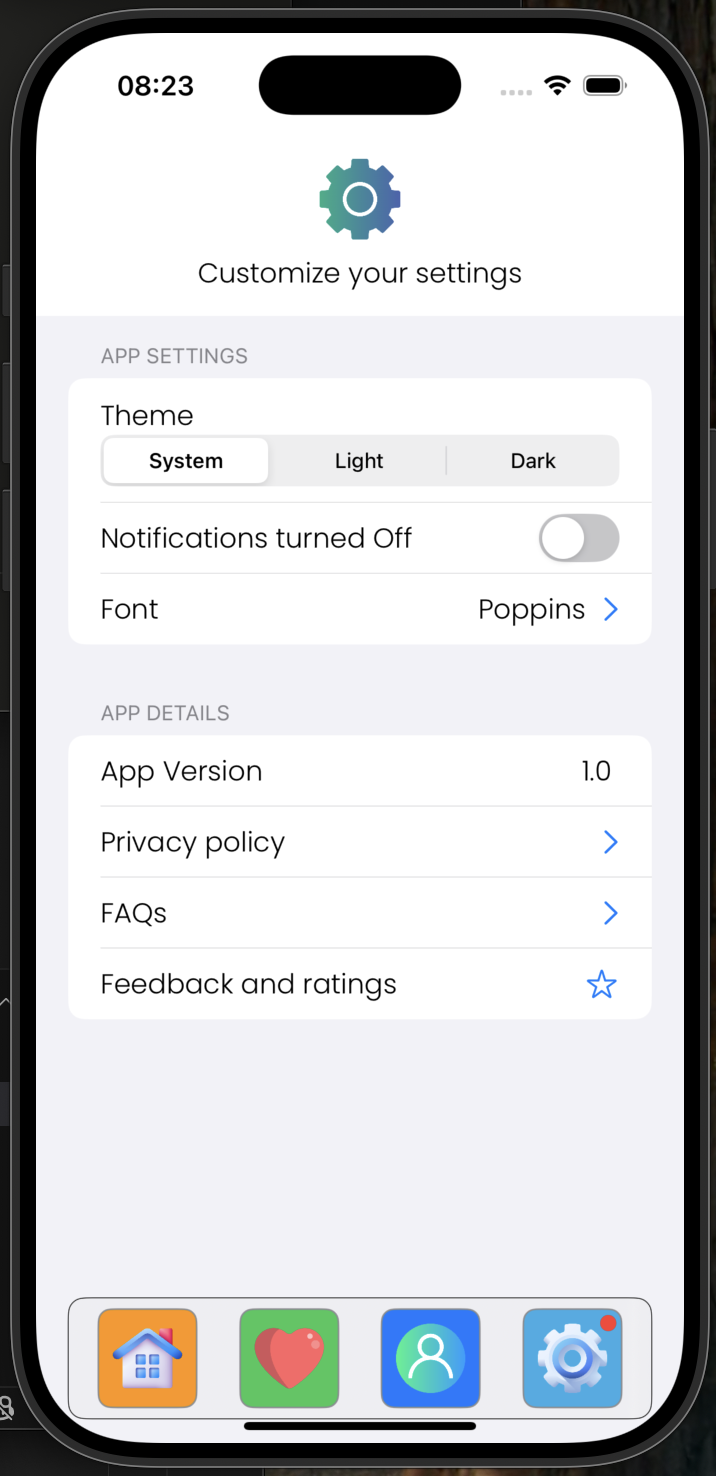 08:23
Customize your settings
APP SETTINGS
Theme
System Light Dark
Notifications turned Off
Font Poppins
APP DETAILS
App Version 1.0
Privacy policy
FAQs
Feedback and ratings